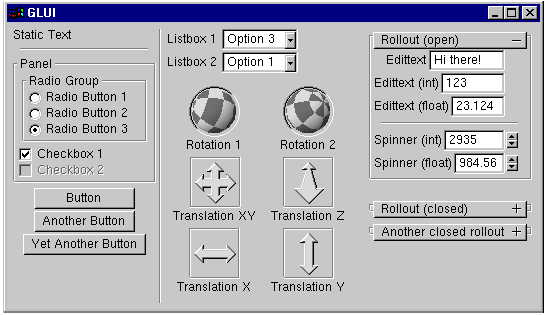 GLUI
Static Text
Panel
Radio Group
Radio Button 1
Radio Button 2
Radio Button 3
Checkbox 1
Checkbox 2
Button
Another Button
Yet Another Button
Listbox 1 Option 3
Listbox 2 Option 1
Rotation 1 Rotation 2
Translation XY Translation Z
Translation X Translation Y
Rollout (open)
Edittext Hi there!
Edittext (int) 123
Edittext (float) 23.124
Spinner (int) 2935
Spinner (float) 984.56
Rollout (closed)
Another closed rollout